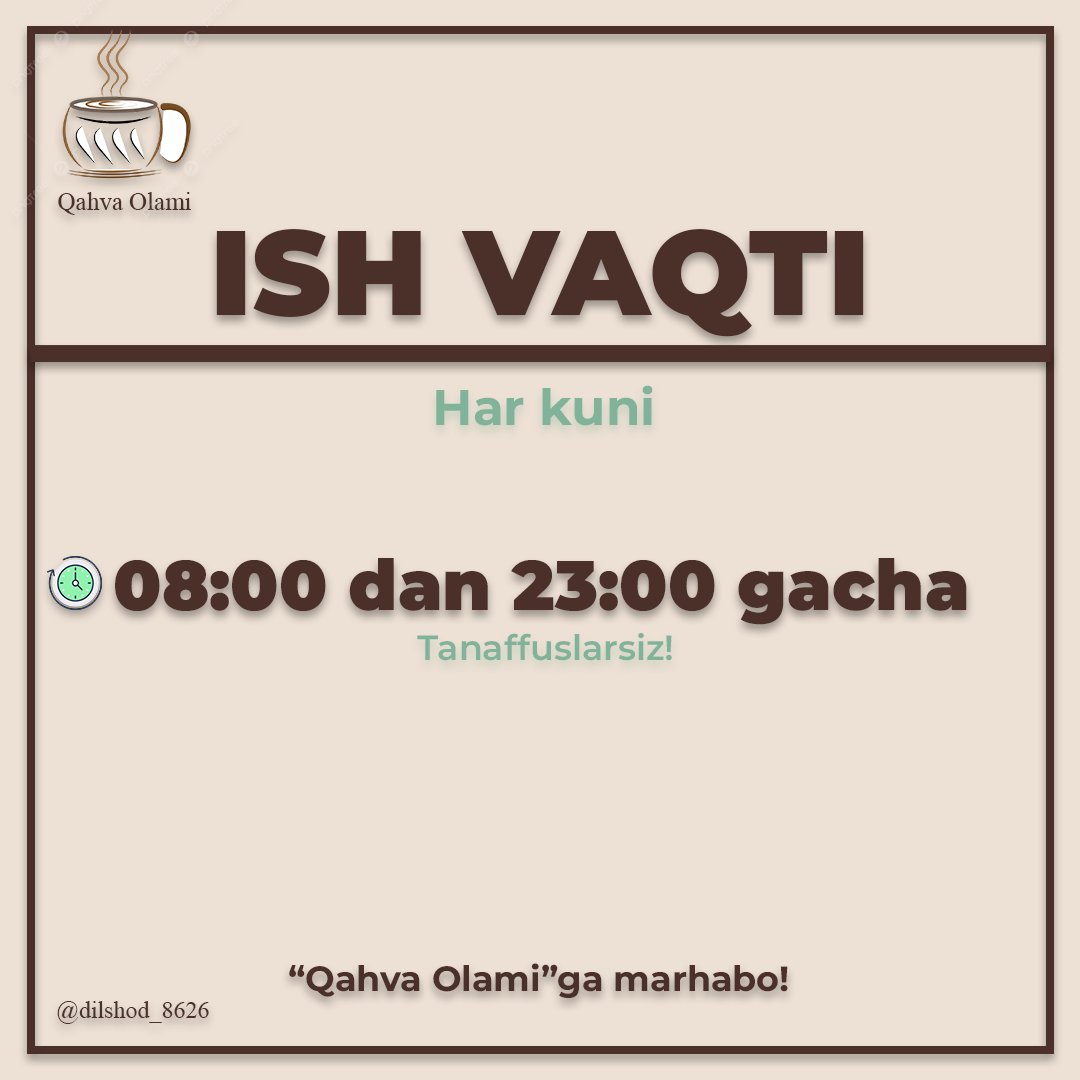 Qahva Olami
ISH VAQTI
Har kuni
08:00 dan 23:00 gacha
Tanaffuslarsiz!
“Qahva Olami”ga marhabo!
@dilshod_8626